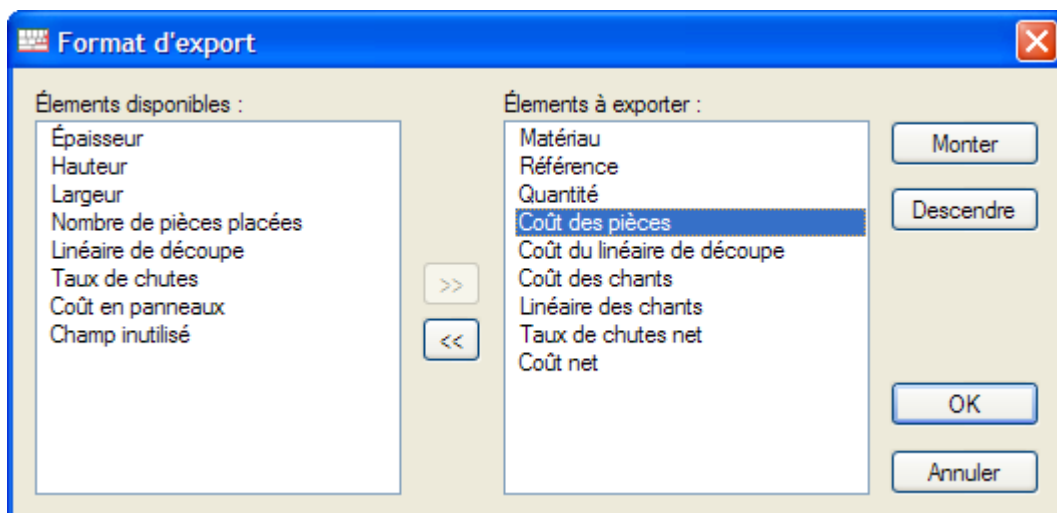 Format d'export
Élements disponibles :
Épaisseur
Hauteur
Largeur
Nombre de pièces placées
Linéaire de découpe
Taux de chutes
Coût en panneaux
Champ inutilisé
>>
<<
Élements à exporter :
Matériau
Référence
Quantité
Coût des pièces
Coût du linéaire de découpe
Coût des chants
Linéaire des chants
Taux de chutes net
Coût net
Monter
Descendre
OK
Annuler